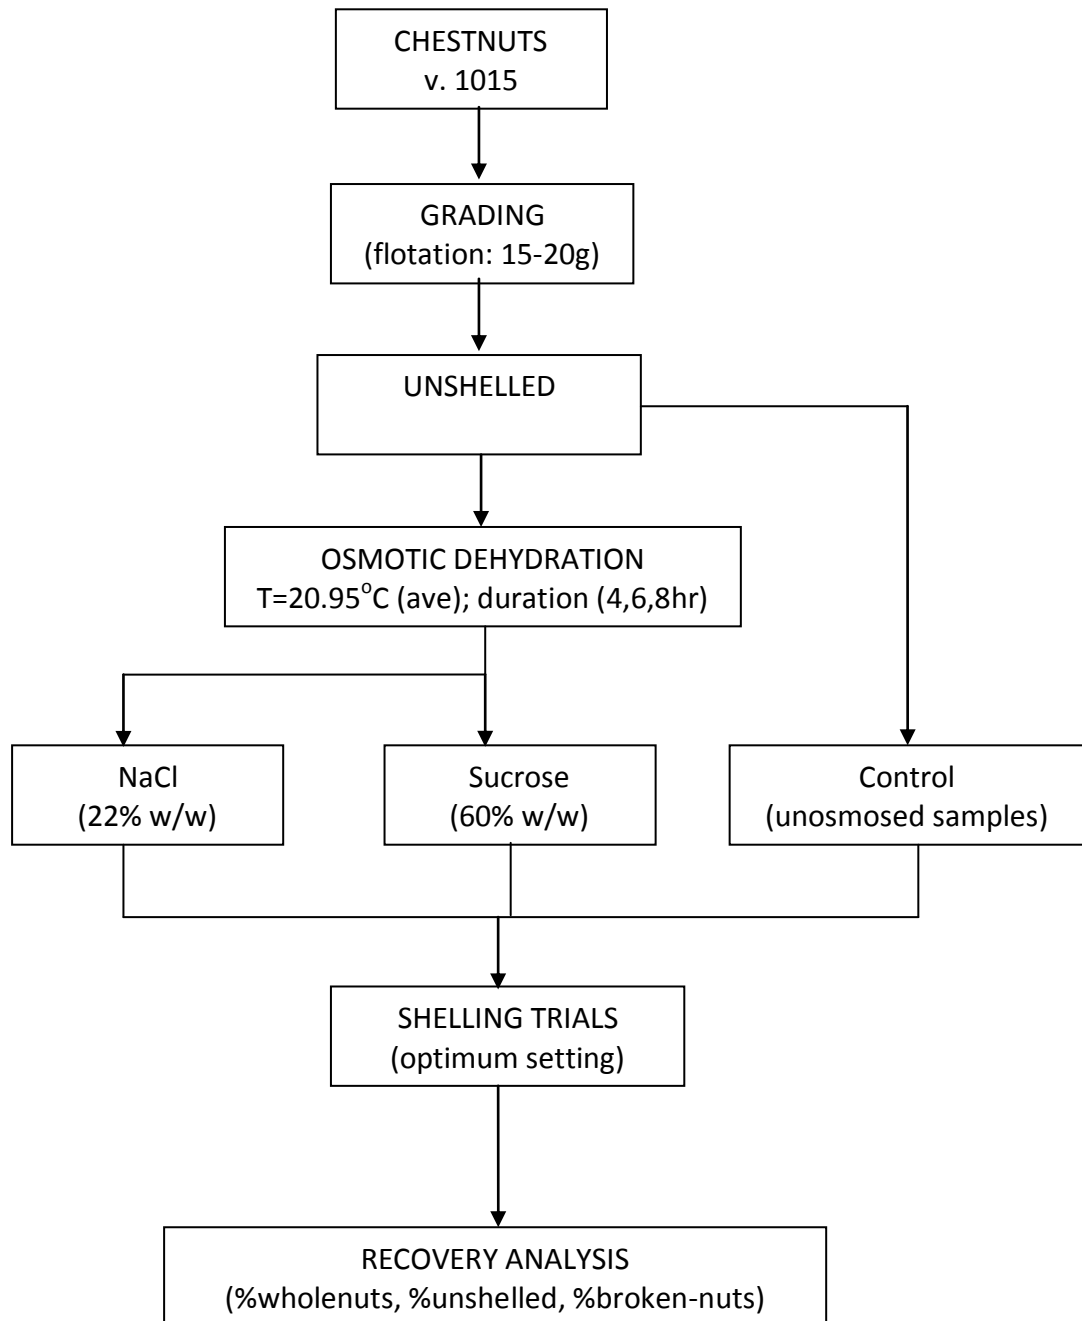 CHESTNUTS
v. 1015
GRADING
(flotation: 15-20g)
UNSHELLED
OSMOTIC DEHYDRATION
T=20.95°C (ave); duration (4,6,8hr)
NaCl
(22% w/w)
Sucrose
(60% w/w)
Control
(unosmosed samples)
SHELLING TRIALS
(optimum setting)
RECOVERY ANALYSIS
(%wholenuts, %unshelled, %broken-nuts)